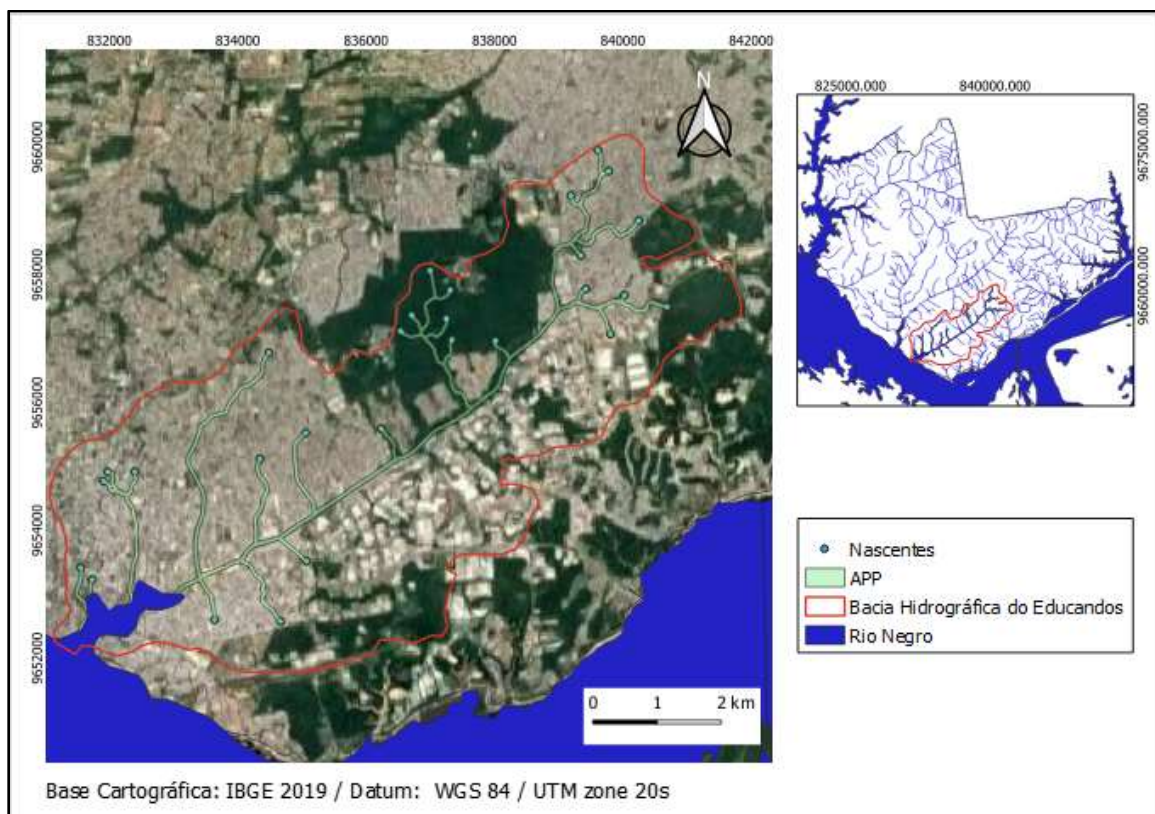 832000 834000 836000 838000 840000 842000
9660000
9658000
9656000
9654000
9652000
N
0 1 2 km
825000.000 840000.000
9675000.000
9660000.000
Nascentes
APP
Bacia Hidrográfica do Educandos
Rio Negro
Base Cartográfica: IBGE 2019 / Datum: WGS 84 / UTM zone 20s